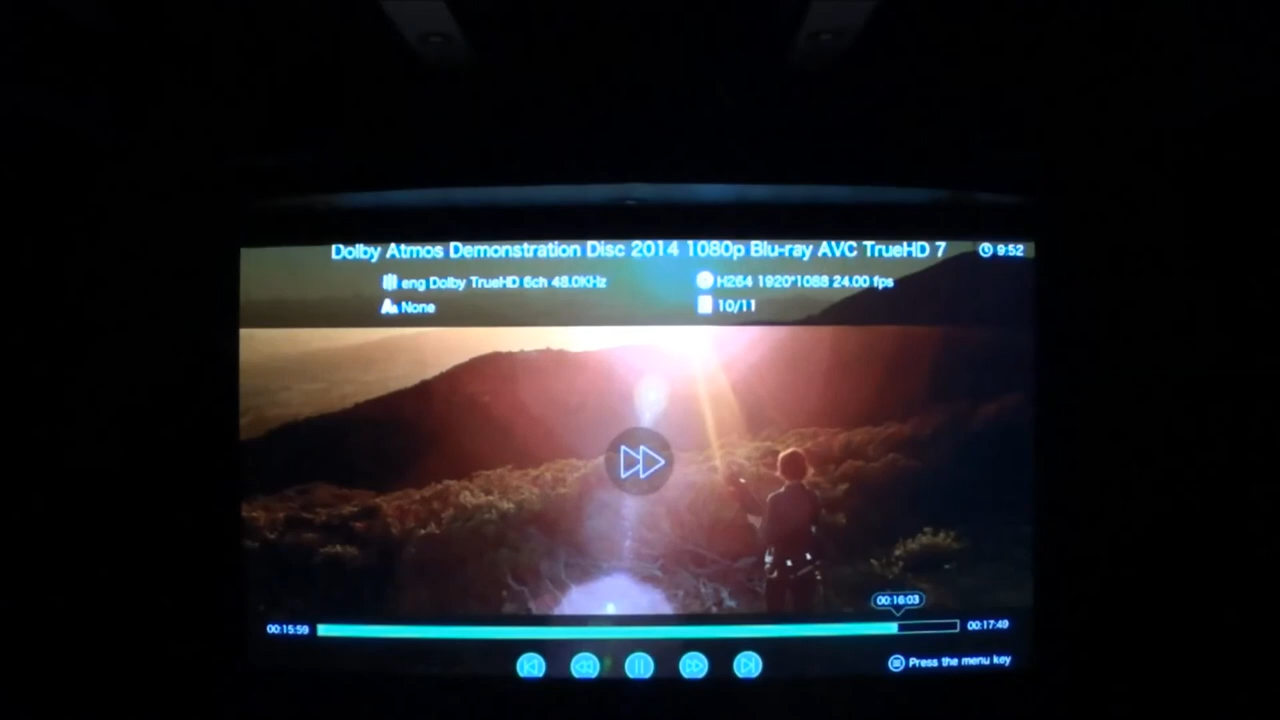 Dolby Atmos Demonstration Disc 2014 1080p Blu-ray AVC TrueHD 7
9:52
eng Dolby TrueHD 6ch 48.0KHz
H264 1920*1088 24.00 fps
None
10/11
00:16:03
00:15:59
00:17:49
Press the menu key